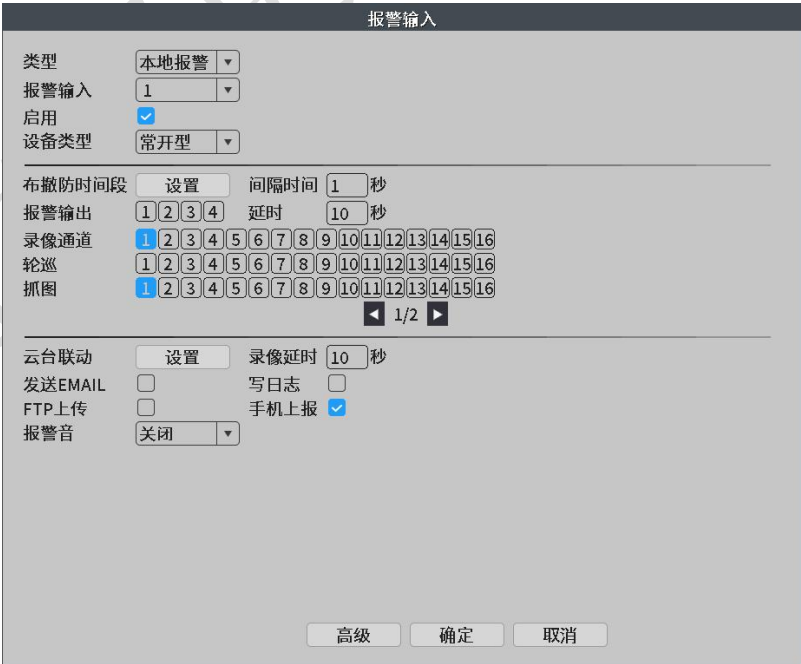 报警输入
类型 本地报警
报警输入 1
启用
设备类型 常开型
布撤防时间段 设置 间隔时间 1 秒
报警输出 1 2 3 4 延时 10 秒
录像通道 1 2 3 4 5 6 7 8 9 10 11 12 13 14 15 16
轮巡 1 2 3 4 5 6 7 8 9 10 11 12 13 14 15 16
抓图 1 2 3 4 5 6 7 8 9 10 11 12 13 14 15 16
1/2
云台联动 设置 录像延时 10 秒
发送EMAIL 写日志
FTP上传 手机上报
报警音 关闭
高级 确定 取消